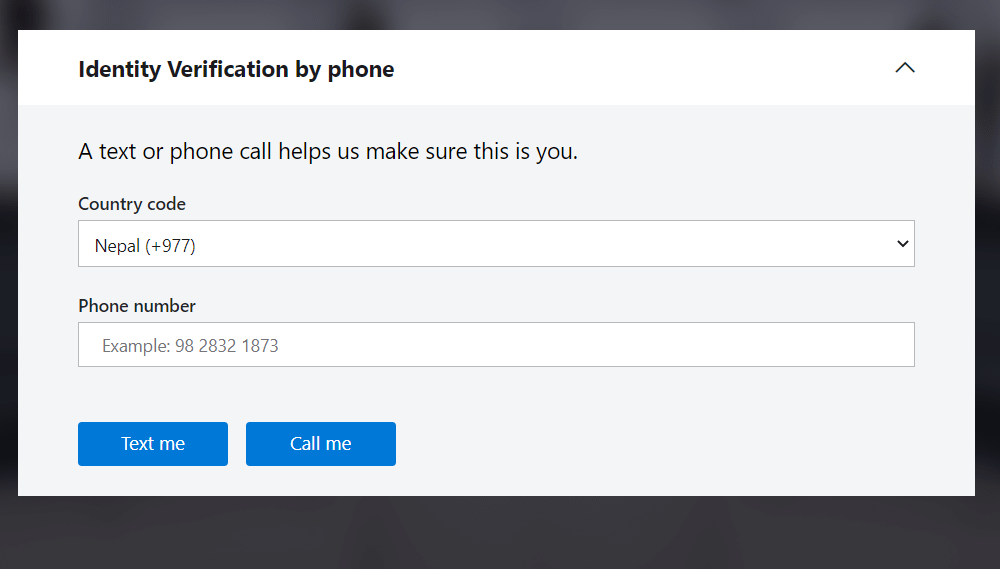 Identity Verification by phone
A text or phone call helps us make sure this is you.
Country code
Nepal (+977)
Phone number
Example: 98 2832 1873
Text me
Call me